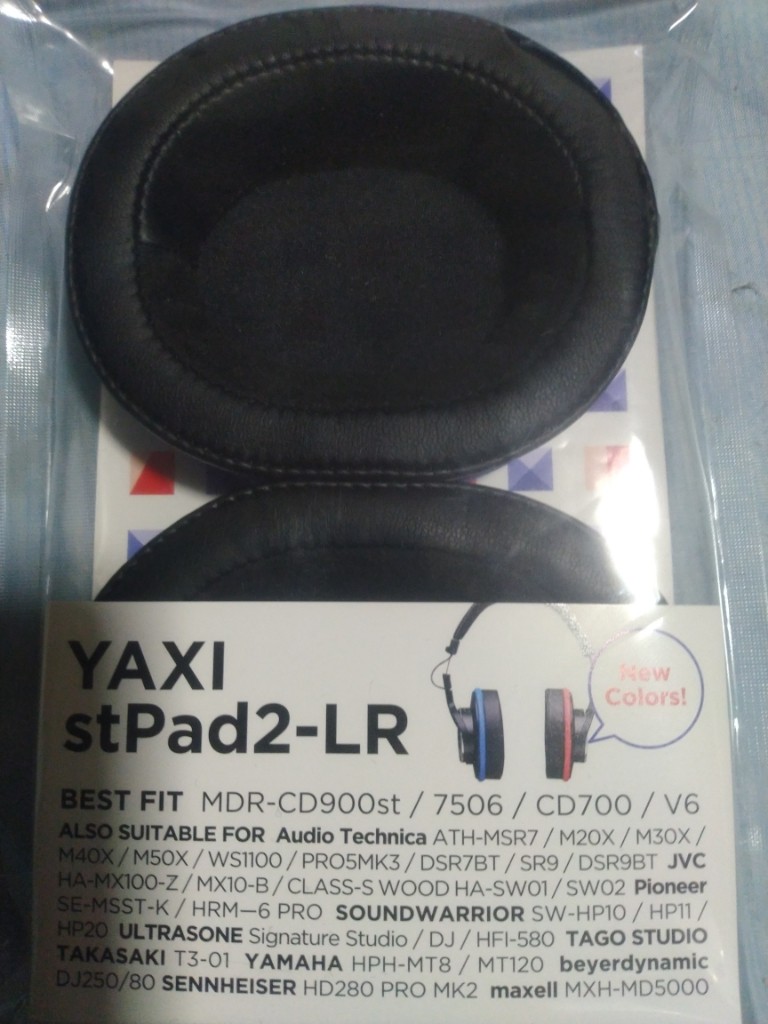 YAXI
stPad2-LR
New
Colors!
BEST FIT MDR-CD900st / 7506 / CD700 / V6
ALSO SUITABLE FOR Audio Technica ATH-MSR7 / M20X / M30X /
M40X / M50X / WS1100 / PRO5MK3 / DSR7BT / SR9 / DSR9BT JVC
HA-MX100-Z / MX10-B / CLASS-S WOOD HA-SW01 / SW02 Pioneer
SE-MSST-K / HRM—6 PRO SOUNDWARRIOR SW-HP10 / HP11 /
HP20 ULTRASONE Signature Studio / DJ / HFI-580 TAGO STUDIO
TAKASAKI T3-01 YAMAHA HPH-MT8 / MT120 beyerdynamic
DJ250/80 SENNHEISER HD280 PRO MK2 maxell MXH-MD5000